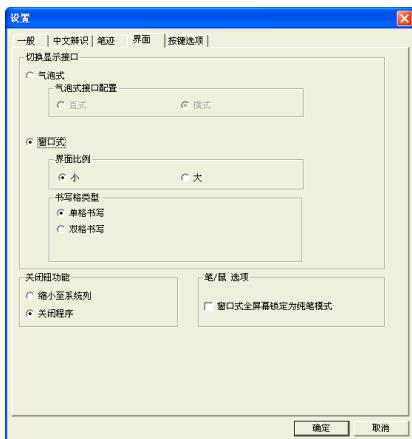 设置
一般 中文辨识 笔迹 界面 按键选项
切换显示接口
气泡式
气泡式接口配置
直式 横式
窗口式
界面比例
小 大
书写格类型
单格书写
双格书写
关闭钮功能 笔/鼠 选项
缩小至系统列 窗口式全屏幕锁定为纯笔模式
关闭程序
确定 取消